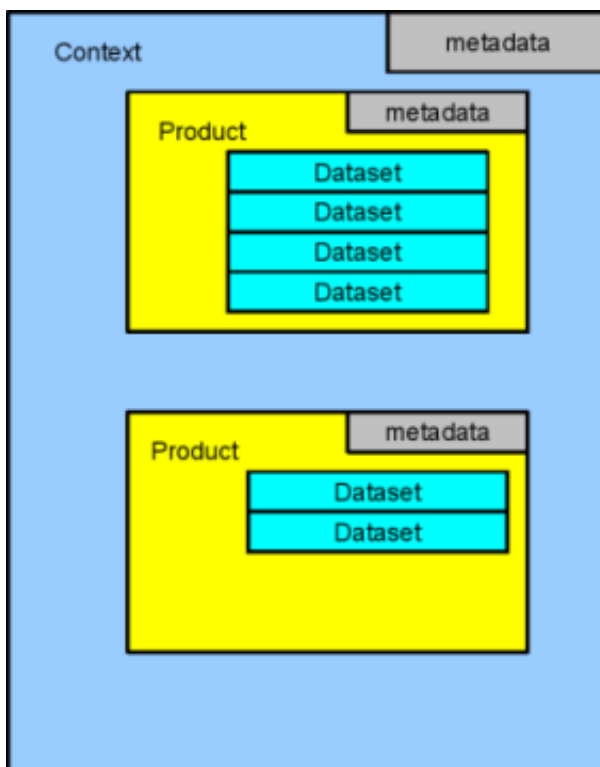 Context
metadata
metadata
Product
Dataset
Dataset
Dataset
Dataset
metadata
Product
Dataset
Dataset